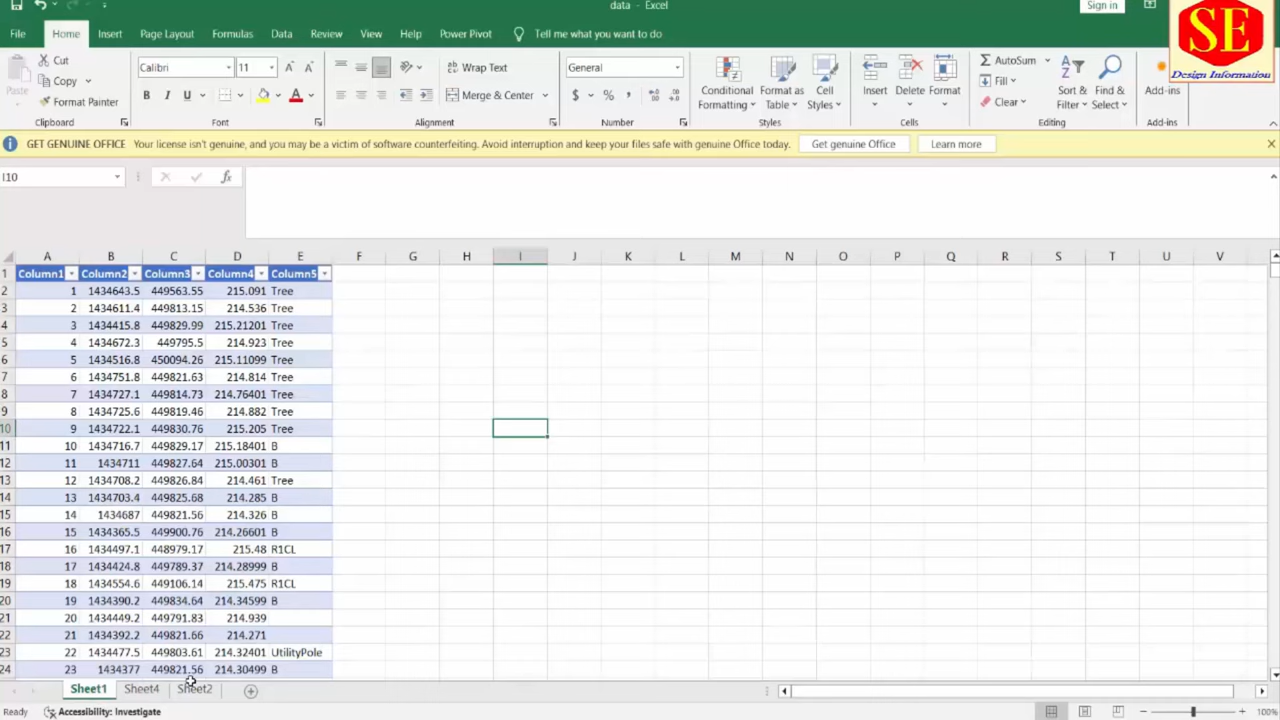 data - Excel
Sign in
File Home Insert Page Layout Formulas Data Review View Help Power Pivot Tell me what you want to do
SE
Design Information
Paste
Cut
Copy
Format Painter
Clipboard
Calibri 11
B I U
Font
Wrap Text
Merge & Center
Alignment
General
$ % ,
Number
Conditional Formatting
Format as Table
Cell Styles
Styles
Insert Delete Format
Cells
AutoSum
Fill
Clear
Sort & Filter
Find & Select
Editing
Add-ins
Add-ins
GET GENUINE OFFICE Your license isn't genuine, and you may be a victim of software counterfeiting. Avoid interruption and keep your files safe with genuine Office today. Get genuine Office Learn more
I10 fx
A B C D E F G H I J K L M N O P Q R S T U V
1 Column1 Column2 Column3 Column4 Column5
2 1 1434643.5 449563.55 215.091 Tree
3 2 1434611.4 449813.15 214.536 Tree
4 3 1434415.8 449829.99 215.21201 Tree
5 4 1434672.3 449795.5 214.923 Tree
6 5 1434516.8 450094.26 215.11099 Tree
7 6 1434751.8 449821.63 214.814 Tree
8 7 1434727.1 449814.73 214.76401 Tree
9 8 1434725.6 449819.46 214.882 Tree
10 9 1434722.1 449830.76 215.205 Tree
11 10 1434716.7 449829.17 215.18401 B
12 11 1434711 449827.64 215.00301 B
13 12 1434708.2 449826.84 214.461 Tree
14 13 1434703.4 449825.68 214.285 B
15 14 1434687 449821.56 214.326 B
16 15 1434365.5 449900.76 214.26601 B
17 16 1434497.1 448979.17 215.48 R1CL
18 17 1434424.8 449789.37 214.28999 B
19 18 1434554.6 449106.14 215.475 R1CL
20 19 1434390.2 449834.64 214.34599 B
21 20 1434449.2 449791.83 214.939
22 21 1434392.2 449821.66 214.271
23 22 1434477.5 449803.61 214.32401 UtilityPole
24 23 1434377 449821.56 214.30499 B
Sheet1 Sheet4 Sheet2
Ready Accessibility: Investigate 100%